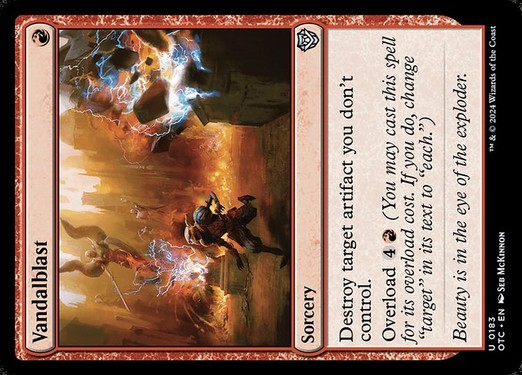 Vandalblast
Sorcery
Destroy target artifact you don't
control.
Overload 4 (You may cast this spell
for its overload cost. If you do, change
"target" in its text to "each.")
Beauty is in the eye of the exploder.
U 0183
OTC • EN Seb McKinnon
™ & © 2024 Wizards of the Coast